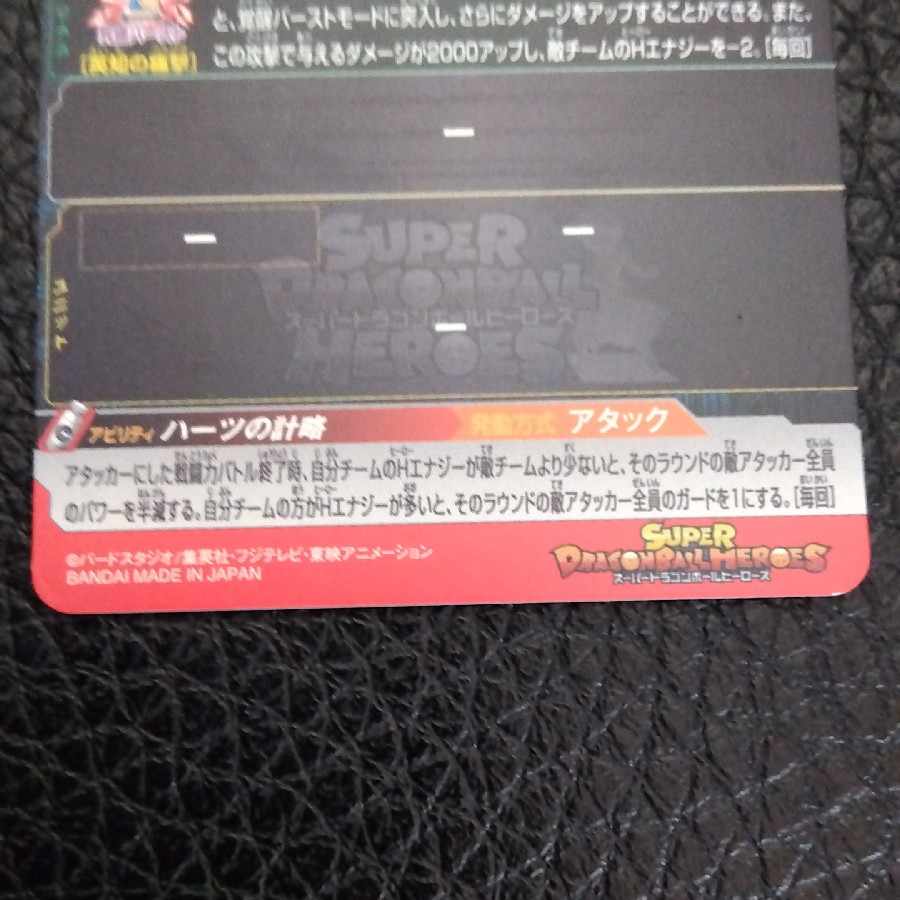 と、覚醒バーストモードに突入し、さらにダメージをアップすることができる。また、
この攻撃で与えるダメージが2000アップし、敵チームのHエナジーを-2。[毎回]
ー
ー
ー
ユニット
SUPER
DRAGONBALL
スーパードラゴンボールヒーローズ
HEROES
ー
アビリティ ハーツの計略 発動方式 アタック
アタッカーにした戦闘力バトル終了時、自分チームのHエナジーが敵チームより少ないと、そのラウンドの敵アタッカー全員
のパワーを半減する。自分チームの方がHエナジーが多いと、そのラウンドの敵アタッカー全員のガードを1にする。[毎回]
©バードスタジオ/集英社・フジテレビ・東映アニメーション
BANDAI MADE IN JAPAN
SUPER
DRAGONBALL HEROES
スーパードラゴンボールヒーローズ